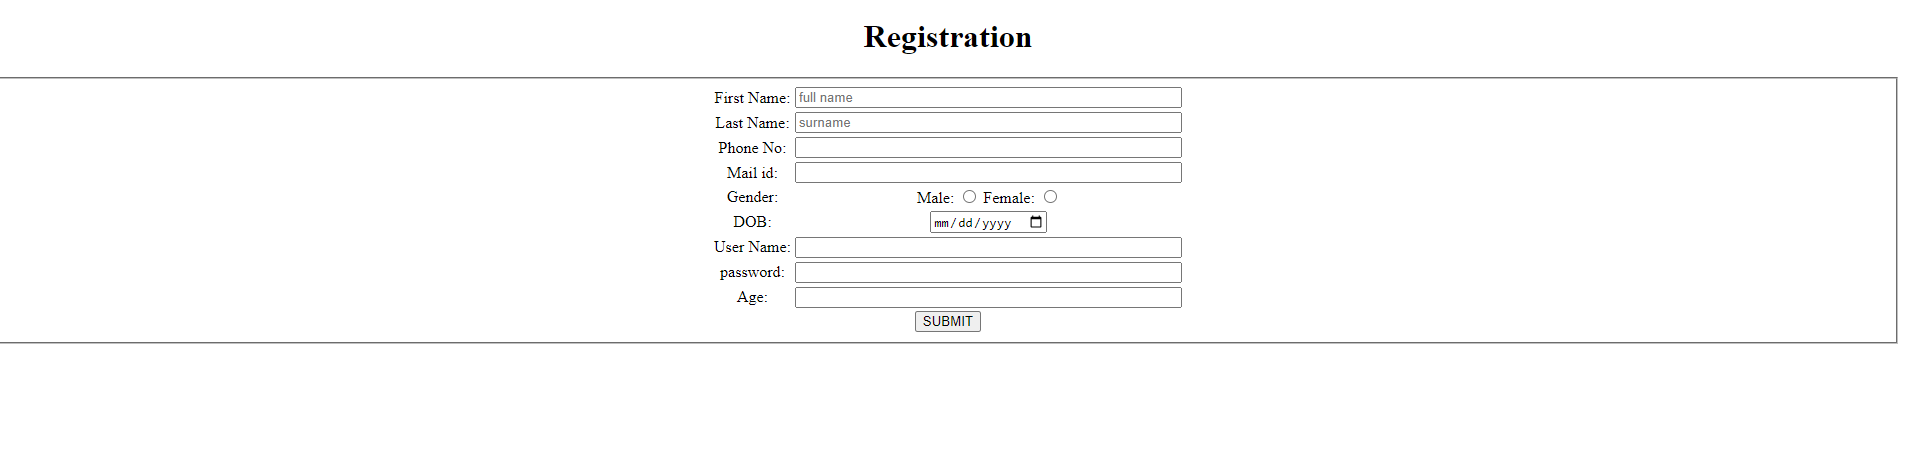 Registration
First Name: full name
Last Name: surname
Phone No:
Mail id:
Gender: Male: Female:
DOB: mm/dd/yyyy
User Name:
password:
Age:
SUBMIT